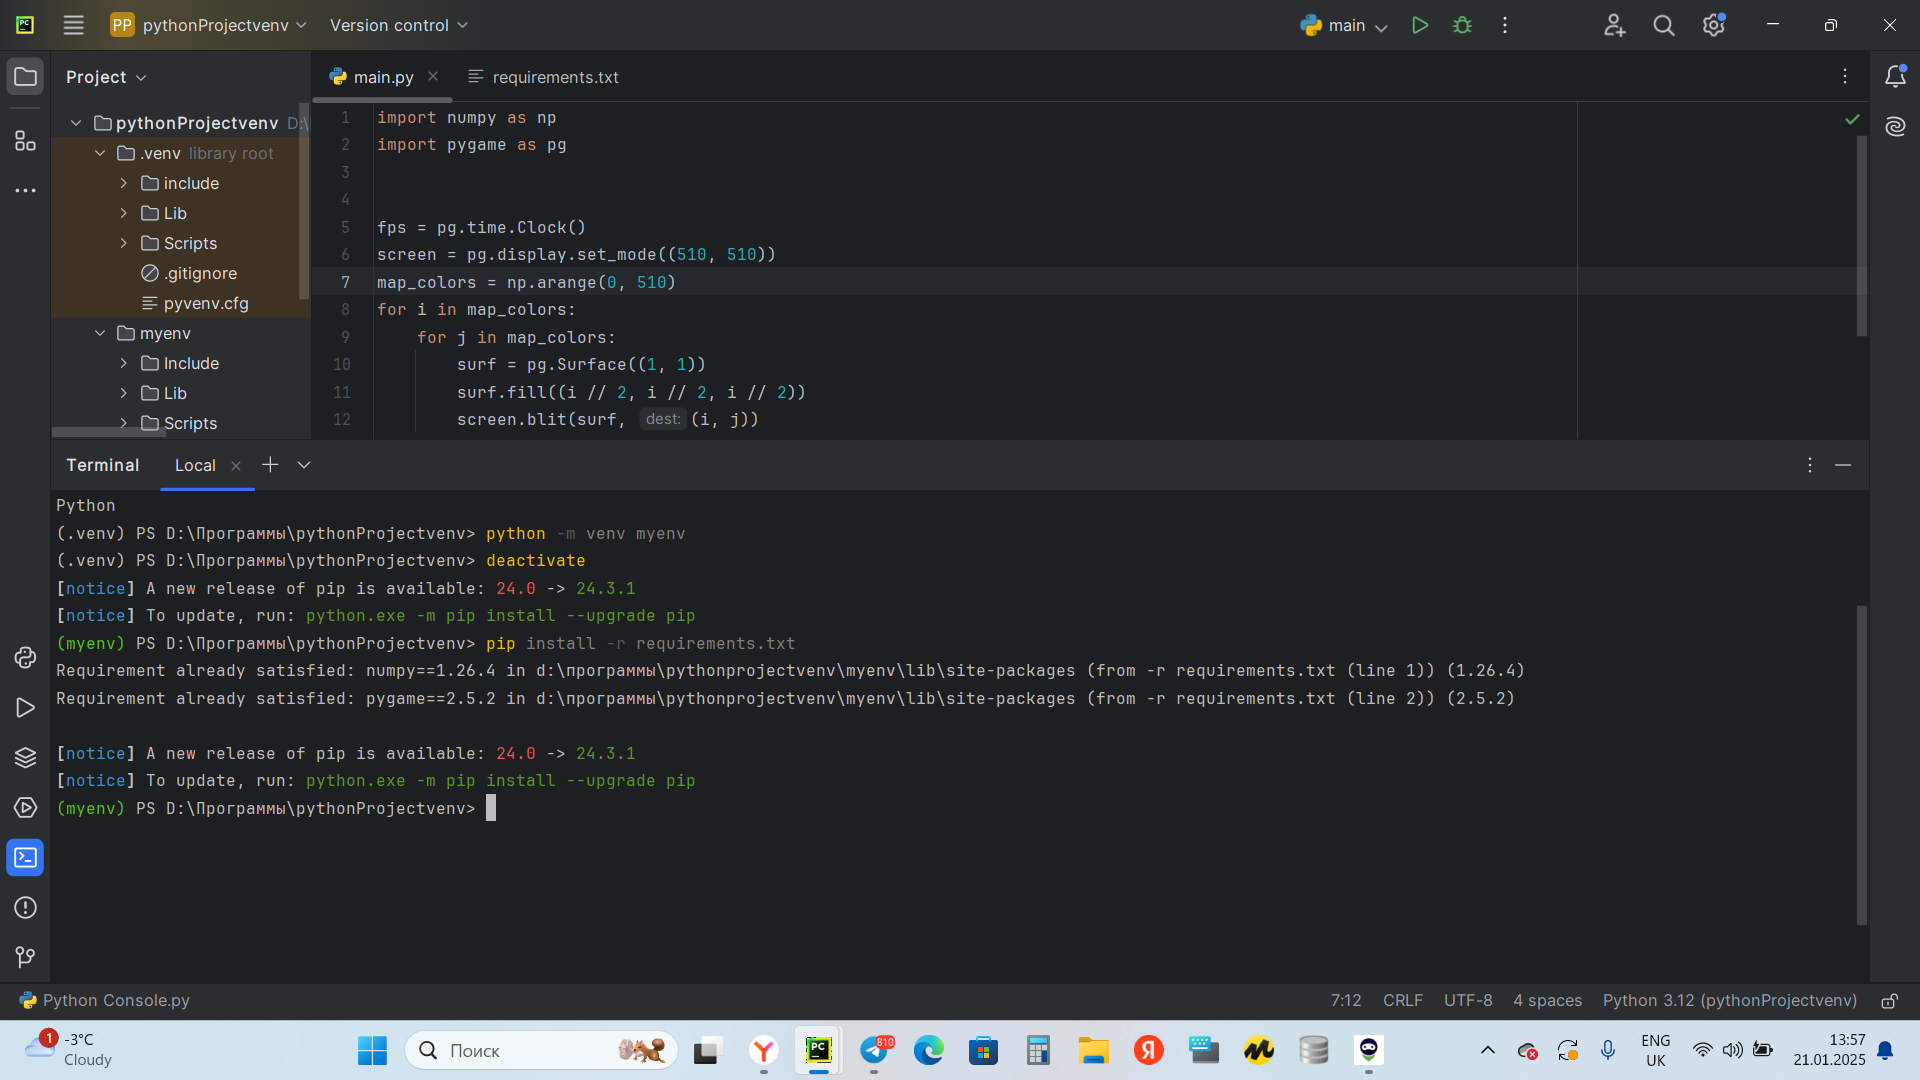 PC PP pythonProjectvenv Version control main
Project
main.py requirements.txt
pythonProjectvenv D:\
.venv library root
include
Lib
Scripts
.gitignore
pyvenv.cfg
myenv
Include
Lib
Scripts
1 import numpy as np
2 import pygame as pg
3
4
5 fps = pg.time.Clock()
6 screen = pg.display.set_mode((510, 510))
7 map_colors = np.arange(0, 510)
8 for i in map_colors:
9 for j in map_colors:
10 surf = pg.Surface((1, 1))
11 surf.fill((i // 2, i // 2, i // 2))
12 screen.blit(surf, dest: (i, j))
Terminal Local
Python
(.venv) PS D:\Программы\pythonProjectvenv> python -m venv myenv
(.venv) PS D:\Программы\pythonProjectvenv> deactivate
[notice] A new release of pip is available: 24.0 -> 24.3.1
[notice] To update, run: python.exe -m pip install --upgrade pip
(myenv) PS D:\Программы\pythonProjectvenv> pip install -r requirements.txt
Requirement already satisfied: numpy==1.26.4 in d:\программы\pythonprojectvenv\myenv\lib\site-packages (from -r requirements.txt (line 1)) (1.26.4)
Requirement already satisfied: pygame==2.5.2 in d:\программы\pythonprojectvenv\myenv\lib\site-packages (from -r requirements.txt (line 2)) (2.5.2)
[notice] A new release of pip is available: 24.0 -> 24.3.1
[notice] To update, run: python.exe -m pip install --upgrade pip
(myenv) PS D:\Программы\pythonProjectvenv>
Python Console.py 7:12 CRLF UTF-8 4 spaces Python 3.12 (pythonProjectvenv)
1 -3°C
Cloudy
Поиск
PC
810
Я
ENG
UK
13:57
21.01.2025